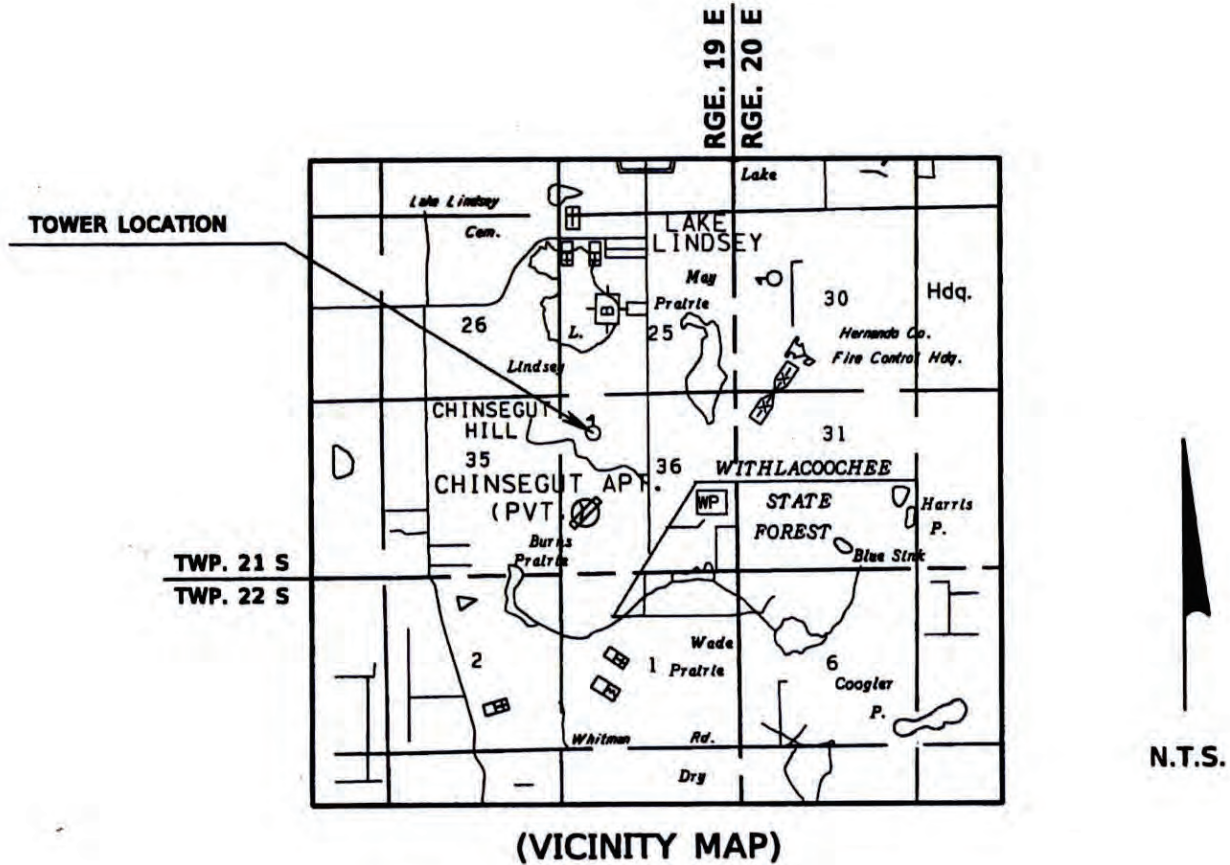 RGE. 19 E
RGE. 20 E
TOWER LOCATION
Lake
Lake Lindsey
Cem.
LAKE
LINDSEY
May
Prairie
30
Hdq.
26
25
L.
Lindsey
B
Hernando Co.
Fire Control Hdq.
CHINSEGUT
HILL
31
35
36
WITHLACOOCHEE
STATE
FOREST
CHINSEGUT APT.
(PVT
WP
Harris
P.
Burns
Prairie
Blue Sink
TWP. 21 S
TWP. 22 S
2
1
Wade
Prairie
6
Coogler
P.
Whitman Rd.
Dry
N.T.S.
(VICINITY MAP)